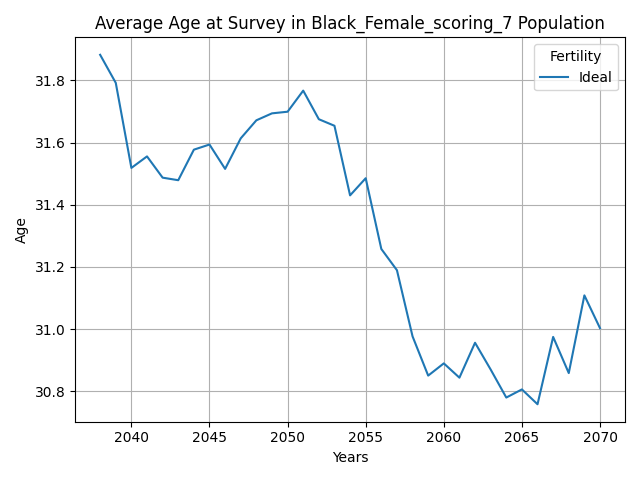 Average Age at Survey in Black_Female_scoring_7 Population
Fertility
Ideal
Age
31.8
31.6
31.4
31.2
31.0
30.8
2040 2045 2050 2055 2060 2065 2070
Years